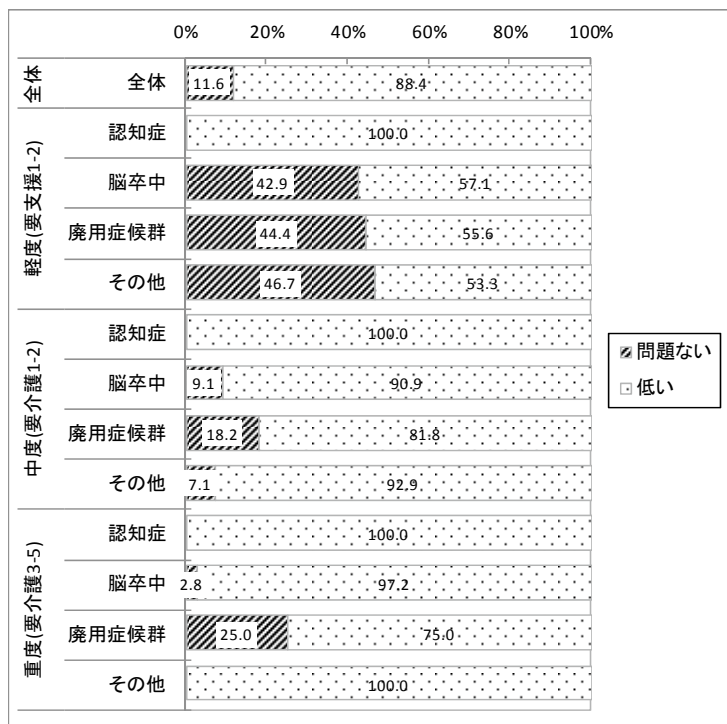 0% 20% 40% 60% 80% 100%
全体
全体 11.6 88.4
軽度(要支援1-2)
認知症 100.0
脳卒中 42.9 57.1
廃用症候群 44.4 55.6
その他 46.7 53.3
中度(要介護1-2)
認知症 100.0
脳卒中 9.1 90.9
廃用症候群 18.2 81.8
その他 7.1 92.9
重度(要介護3-5)
認知症 100.0
脳卒中 2.8 97.2
廃用症候群 25.0 75.0
その他 100.0
問題ない
低い